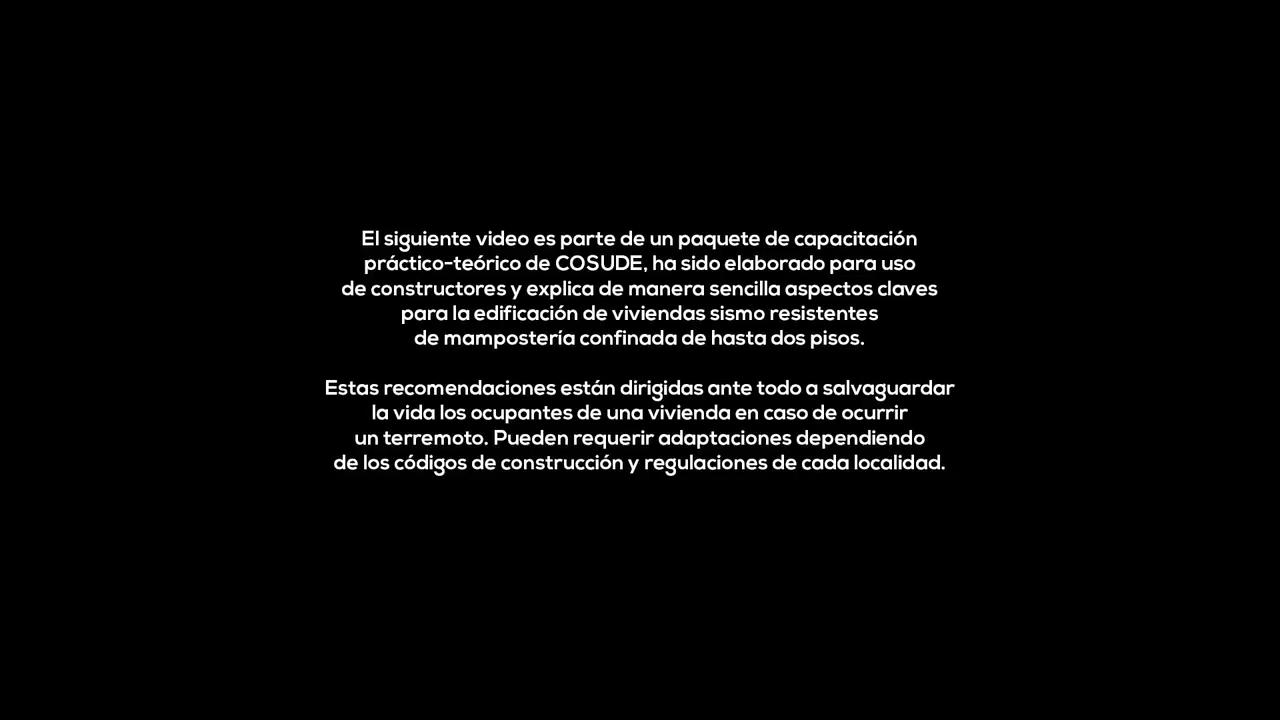 El siguiente video es parte de un paquete de capacitación
práctico-teórico de COSUDE, ha sido elaborado para uso
de constructores y explica de manera sencilla aspectos claves
para la edificación de viviendas sismo resistentes
de mampostería confinada de hasta dos pisos.
Estas recomendaciones están dirigidas ante todo a salvaguardar
la vida los ocupantes de una vivienda en caso de ocurrir
un terremoto. Pueden requerir adaptaciones dependiendo
de los códigos de construcción y regulaciones de cada localidad.